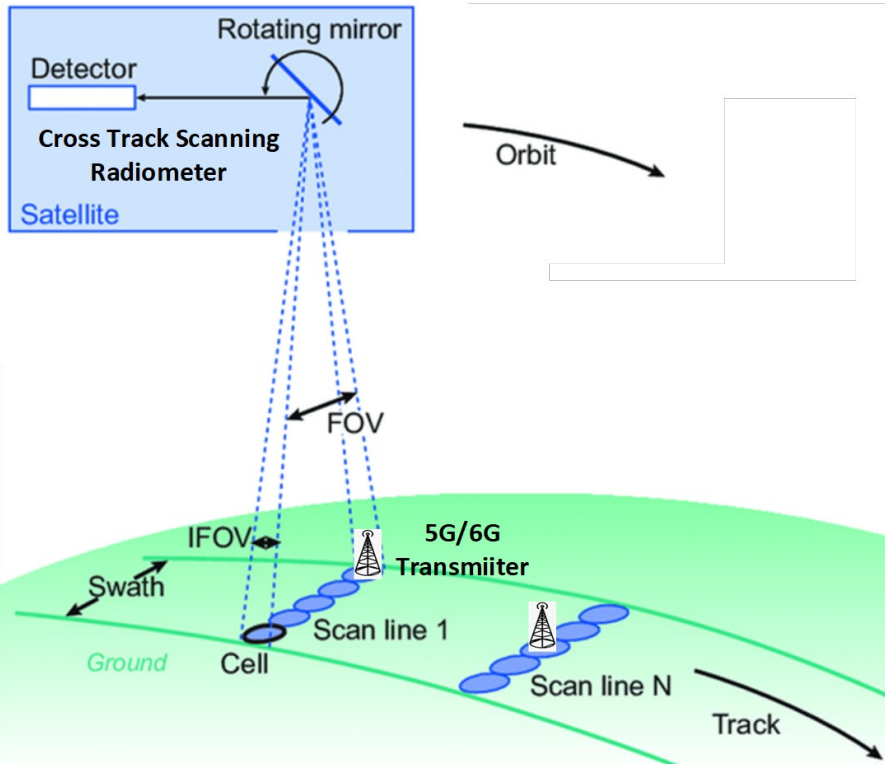 Rotating mirror
Detector
Cross Track Scanning
Radiometer
Satellite
Orbit
FOV
IFOV
5G/6G
Transmiiter
Swath
Scan line 1
Ground
Cell
Scan line N
Track